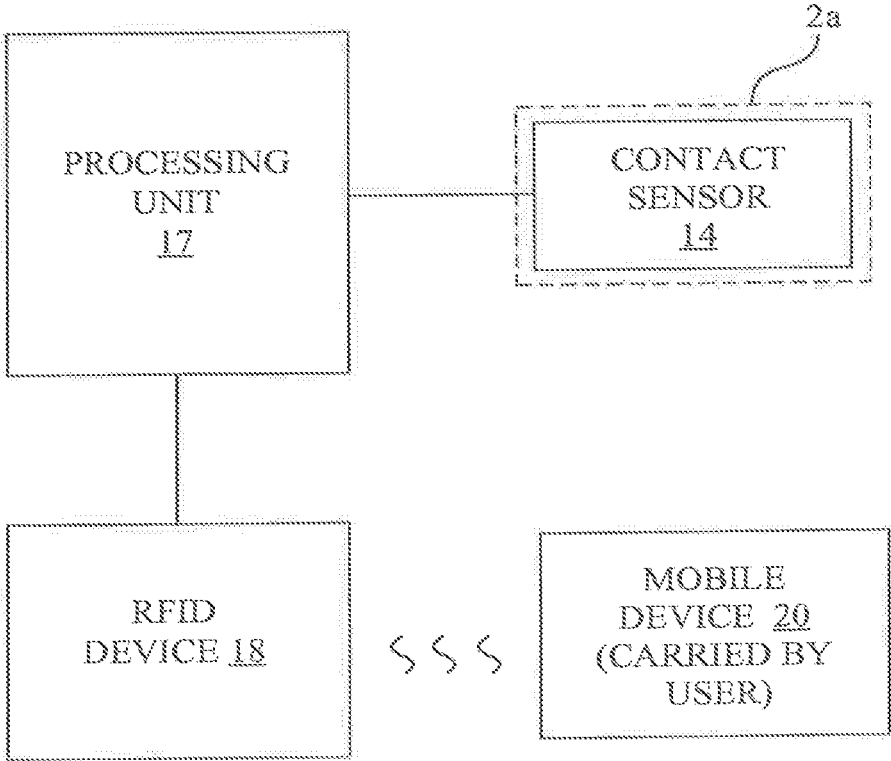 2a
PROCESSING
UNIT
17
CONTACT
SENSOR
14
RFID
DEVICE 18
MOBILE
DEVICE 20
(CARRIED BY
USER)